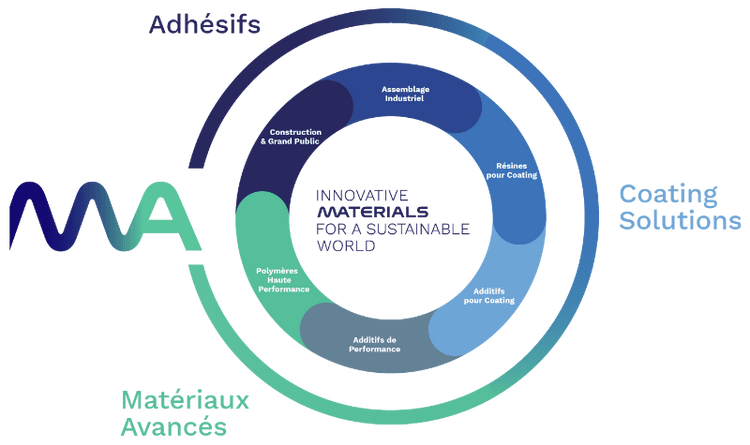 Adhésifs
Assemblage
Industriel
Construction
& Grand Public
Résines
pour Coating
MA
INNOVATIVE
MATERIALS
FOR A SUSTAINABLE
WORLD
Coating
Solutions
Polymères
Haute
Performance
Additifs
pour Coating
Additifs de
Performance
Matériaux
Avancés